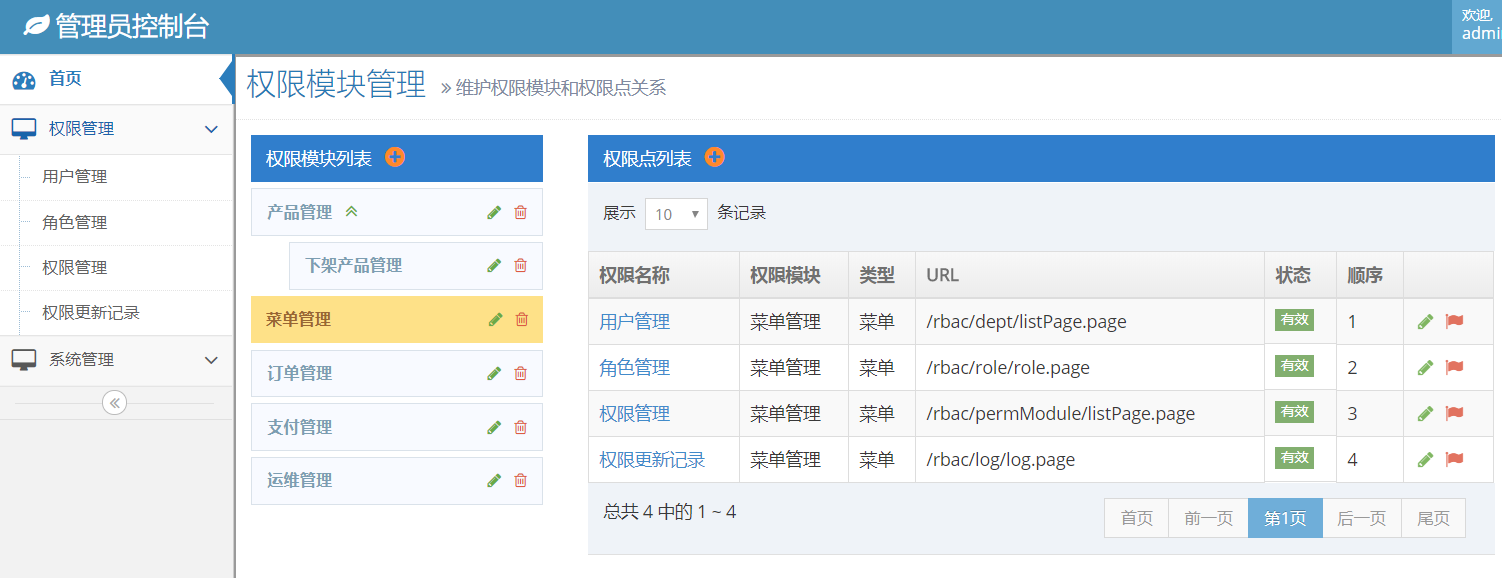 管理员控制台
欢迎,
admi
首页
权限管理
用户管理
角色管理
权限管理
权限更新记录
系统管理
权限模块管理 » 维护权限模块和权限点关系
权限模块列表
产品管理
下架产品管理
菜单管理
订单管理
支付管理
运维管理
权限点列表
展示 10 条记录
权限名称 权限模块 类型 URL 状态 顺序
用户管理 菜单管理 菜单 /rbac/dept/listPage.page 有效 1
角色管理 菜单管理 菜单 /rbac/role/role.page 有效 2
权限管理 菜单管理 菜单 /rbac/permModule/listPage.page 有效 3
权限更新记录 菜单管理 菜单 /rbac/log/log.page 有效 4
总共 4 中的 1 ~ 4
首页 前一页 第1页 后一页 尾页